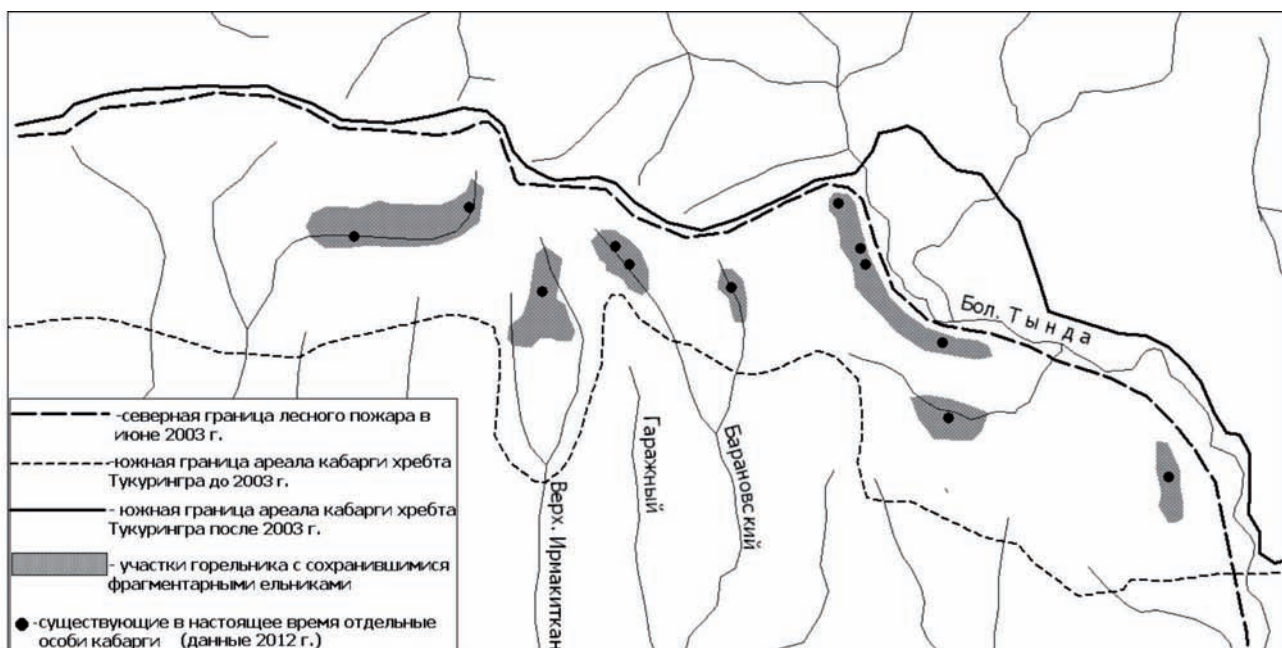 Бол. Тында
Гаражный
Барановский
Верх. Ирмакиткан
-северная граница лесного пожара в
июне 2003 г.
-южная граница ареала кабарги хребта
Тукурингра до 2003 г.
- южная граница ареала кабарги хребта
Тукурингра после 2003 г.
- участки горельника с сохранившимися
фрагментарными ельниками
-существующие в настоящее время отдельные
особи кабарги (данные 2012 г.)